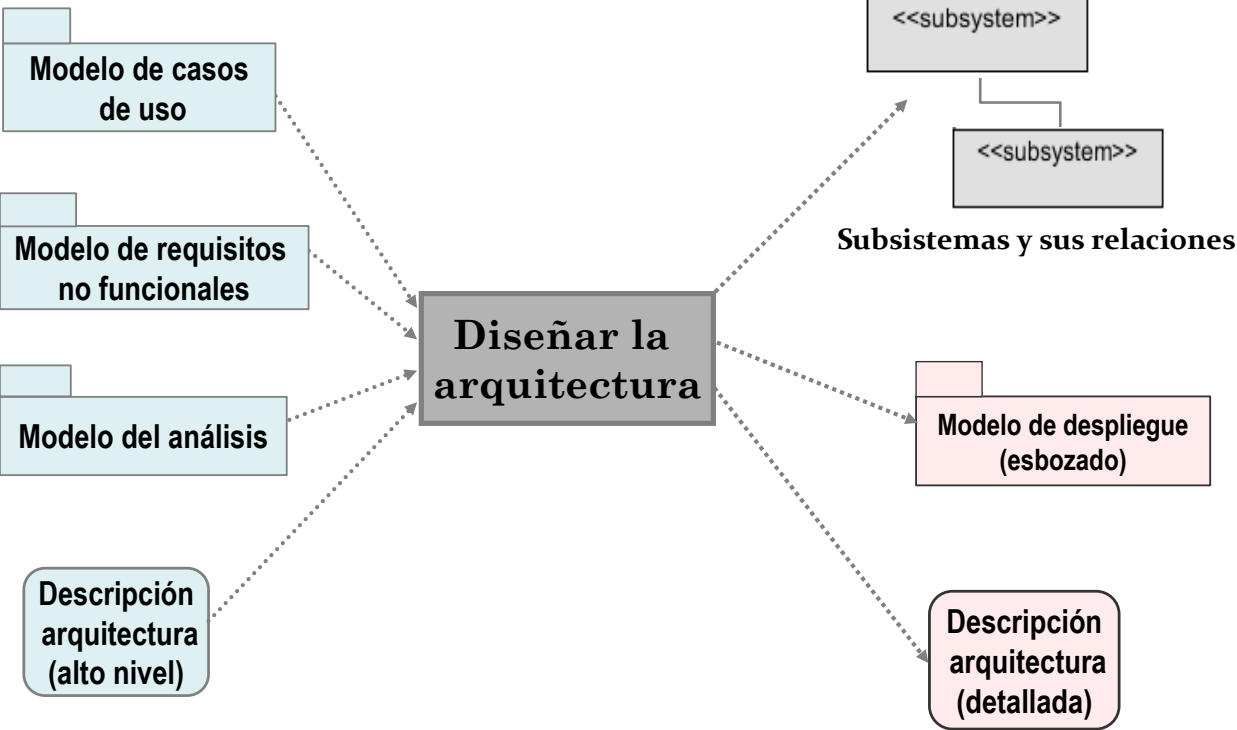 Modelo de casos
de uso
Modelo de requisitos
no funcionales
Modelo del análisis
Descripción
arquitectura
(alto nivel)
Diseñar la
arquitectura
<<subsystem>>
<<subsystem>>
Subsistemas y sus relaciones
Modelo de despliegue
(esbozado)
Descripción
arquitectura
(detallada)